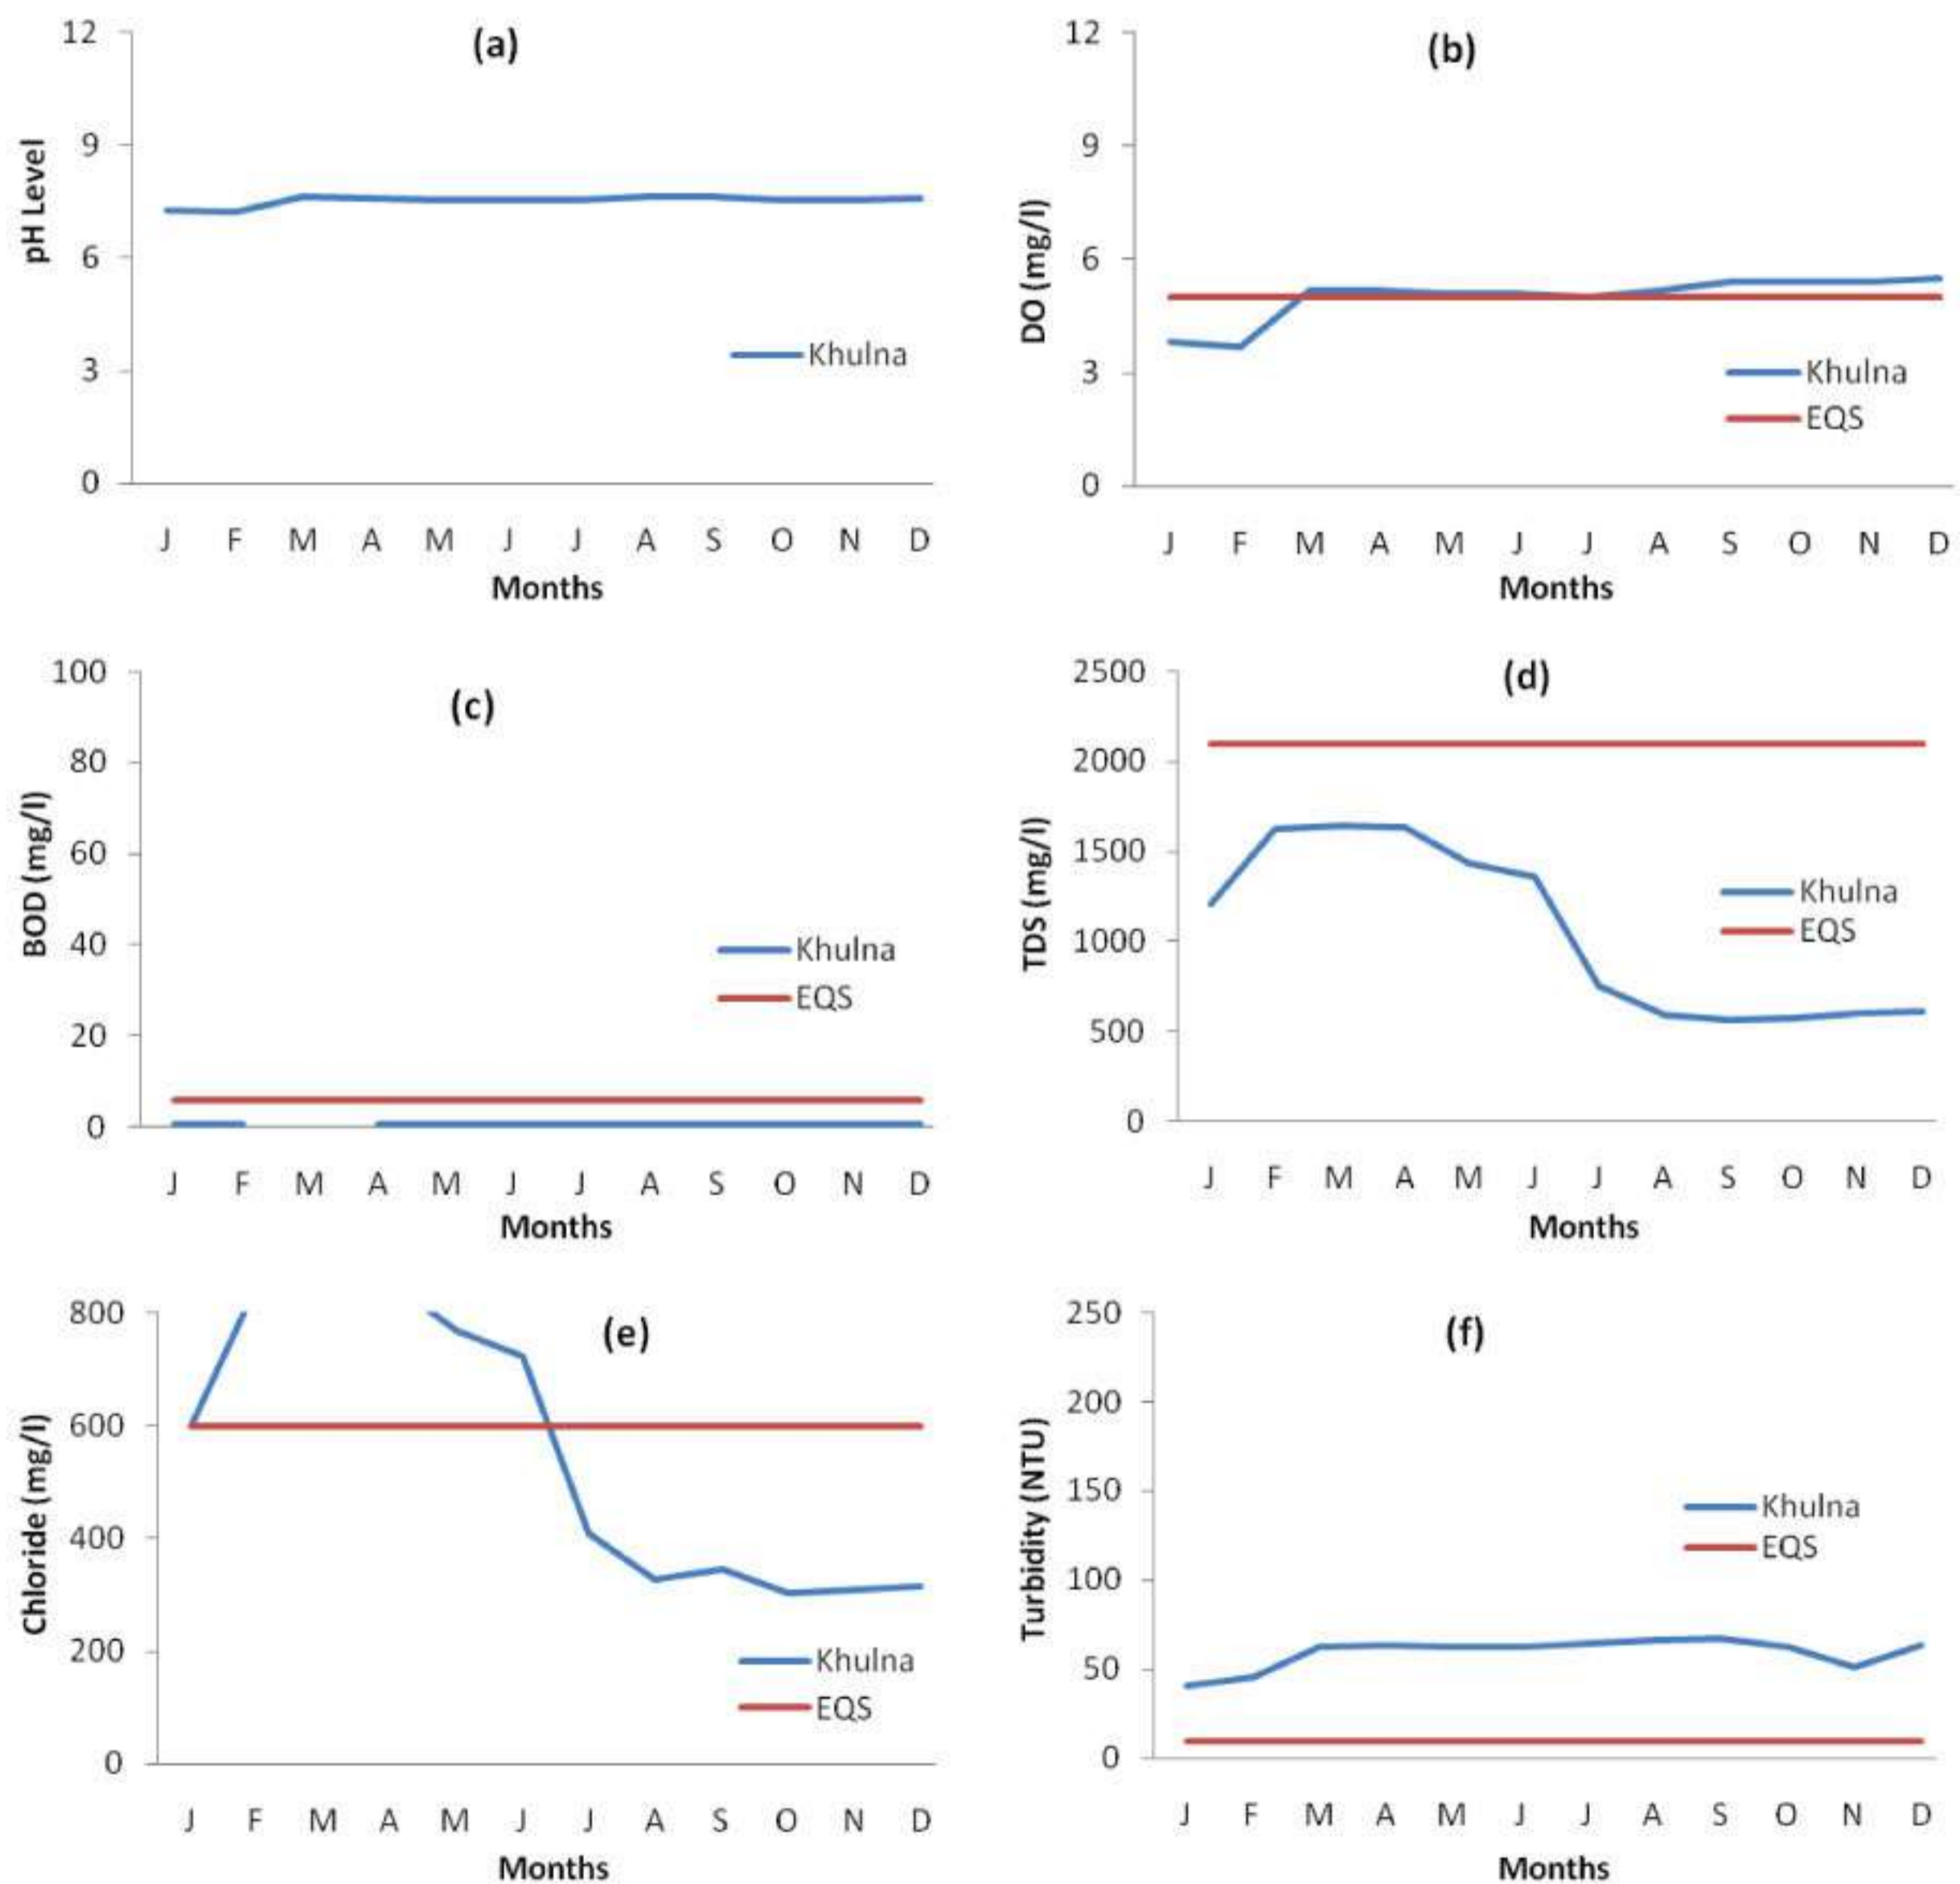 (a)
12
9
6
3
0
pH Level
Khulna
J F M A M J J A S O N D
Months
(b)
12
9
6
3
0
DO (mg/l)
Khulna
EQS
J F M A M J J A S O N D
Months
(c)
100
80
60
40
20
0
BOD (mg/l)
Khulna
EQS
J F M A M J J A S O N D
Months
(d)
2500
2000
1500
1000
500
0
TDS (mg/l)
Khulna
EQS
J F M A M J J A S O N D
Months
(e)
800
600
400
200
0
Chloride (mg/l)
Khulna
EQS
J F M A M J J A S O N D
Months
(f)
250
200
150
100
50
0
Turbidity (NTU)
Khulna
EQS
J F M A M J J A S O N D
Months